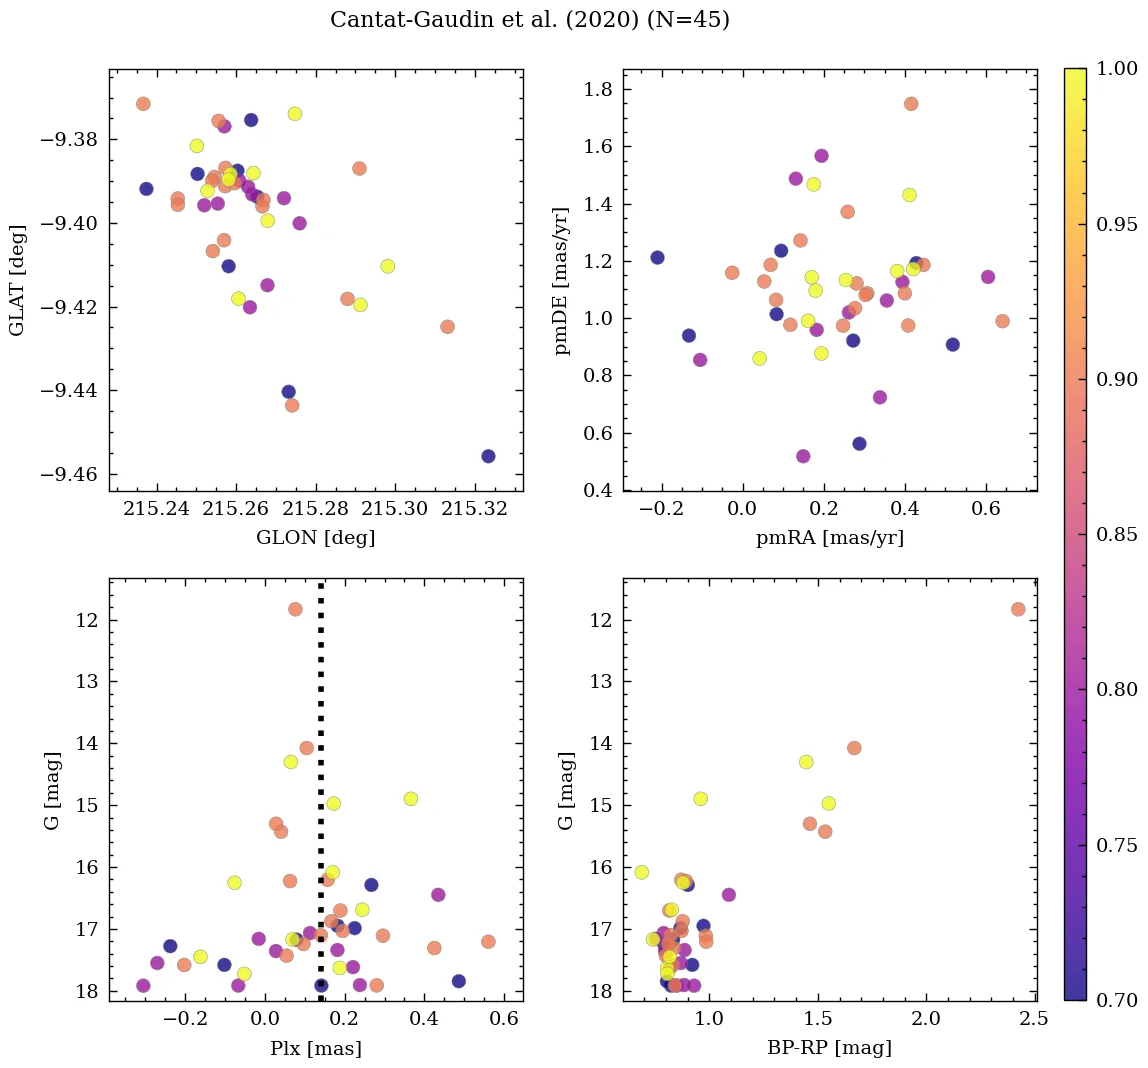 Cantat-Gaudin et al. (2020) (N=45)
−9.38
−9.40
−9.42
−9.44
−9.46
GLAT [deg]
215.24 215.26 215.28 215.30 215.32
GLON [deg]
1.8
1.6
1.4
1.2
1.0
0.8
0.6
0.4
pmDE [mas/yr]
−0.2 0.0 0.2 0.4 0.6
pmRA [mas/yr]
12
13
14
15
16
17
18
G [mag]
−0.2 0.0 0.2 0.4 0.6
Plx [mas]
12
13
14
15
16
17
18
G [mag]
1.0 1.5 2.0 2.5
BP-RP [mag]
1.00
0.95
0.90
0.85
0.80
0.75
0.70